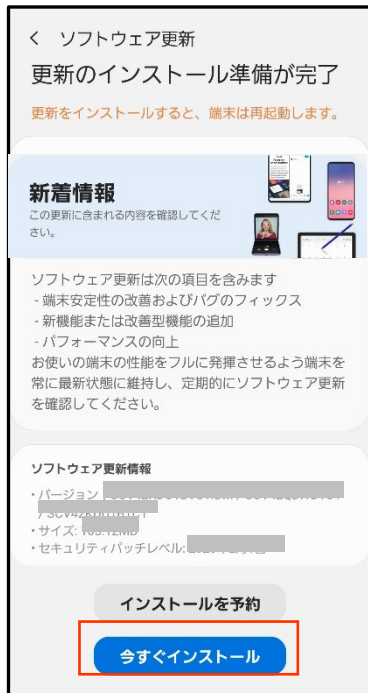 ソフトウェア更新
更新のインストール準備が完了
更新をインストールすると、端末は再起動します。
新着情報
この更新に含まれる内容を確認してくだ
さい。
ソフトウェア更新は次の項目を含みます
- 端末安定性の改善およびバグのフィックス
- 新機能または改善型機能の追加
- パフォーマンスの向上
お使いの端末の性能をフルに発揮させるよう端末を
常に最新状態に維持し、定期的にソフトウェア更新
を確認してください。
ソフトウェア更新情報
・バージョン
・サイズ:
・セキュリティパッチレベル:
インストールを予約
今すぐインストール